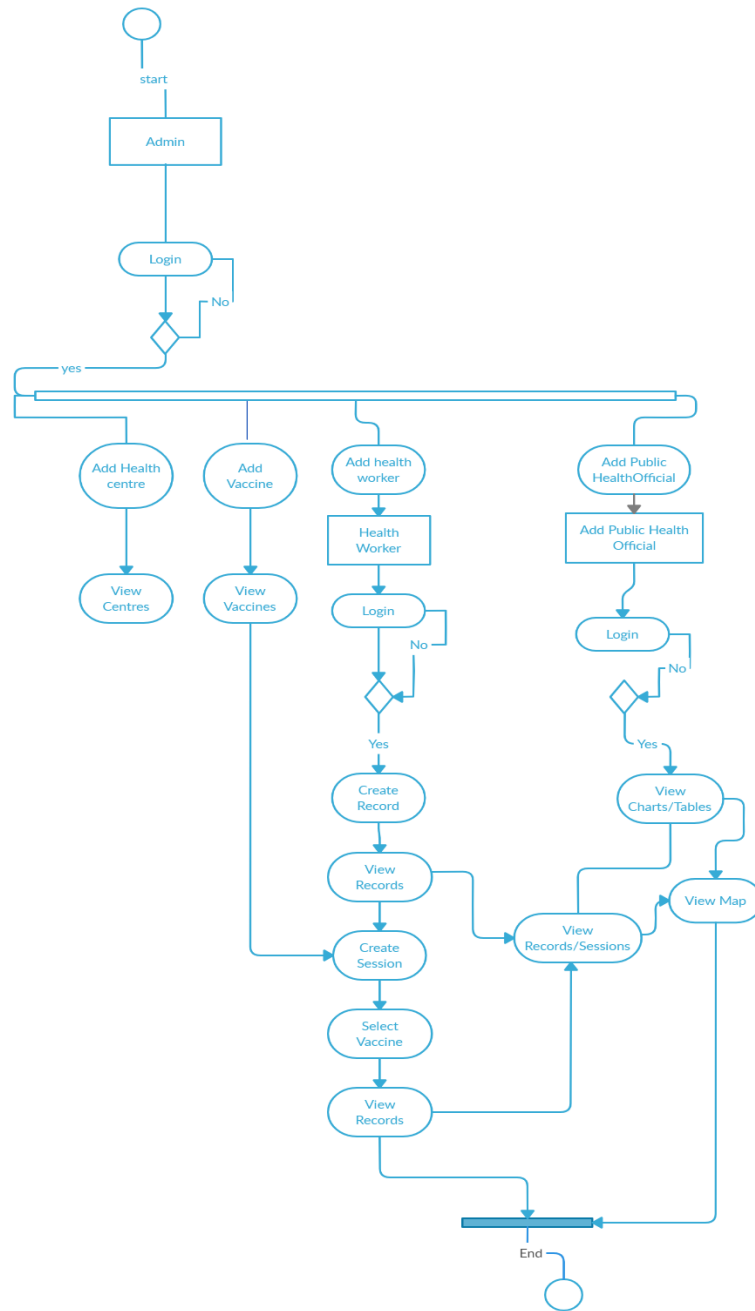 start
Admin
Login
No
yes
Add Health
centre
Add
Vaccine
Add health
worker
Add Public
HealthOfficial
Health
Worker
Add Public Health
Official
View
Centres
View
Vaccines
Login
Login
No
No
Yes
Yes
Create
Record
View
Charts/Tables
View
Records
View Map
View
Records/Sessions
Create
Session
Select
Vaccine
View
Records
End